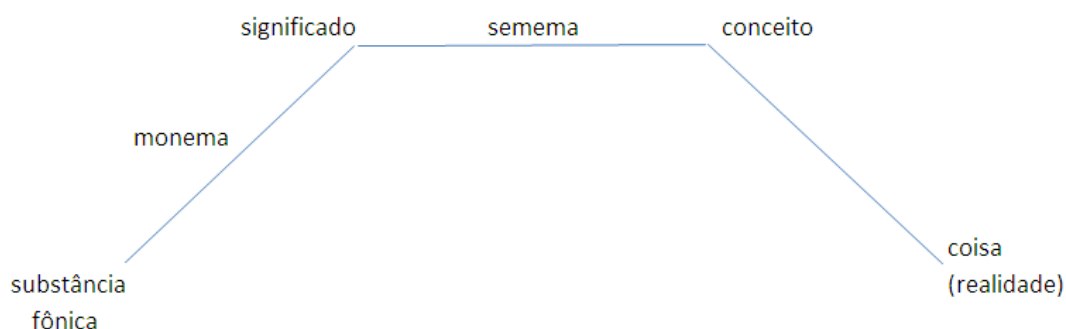 significado semema conceito
monema
coisa
(realidade)
substância
fônica